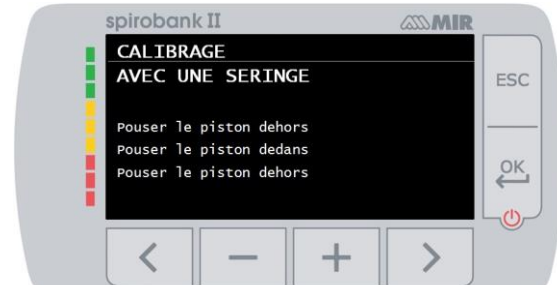 spirobank II
MIR
CALIBRAGE
AVEC UNE SERINGE
ESC
Pouser le piston dehors
Pouser le piston dedans
Pouser le piston dehors
OK